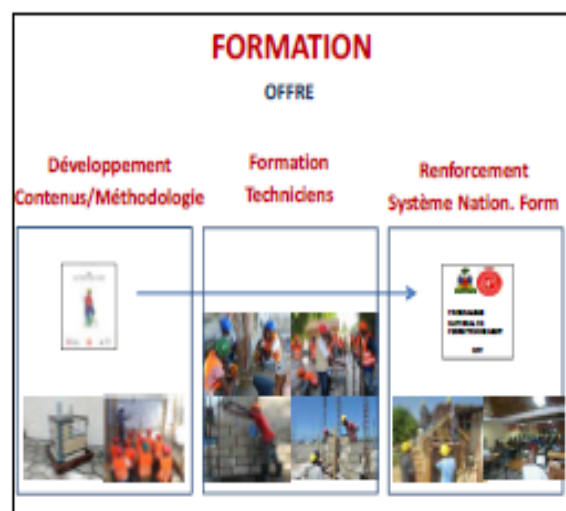 FORMATION
OFFRE
Développement
Contenus/Méthodologie
Formation
Techniciens
Renforcement
Système Nation. Form